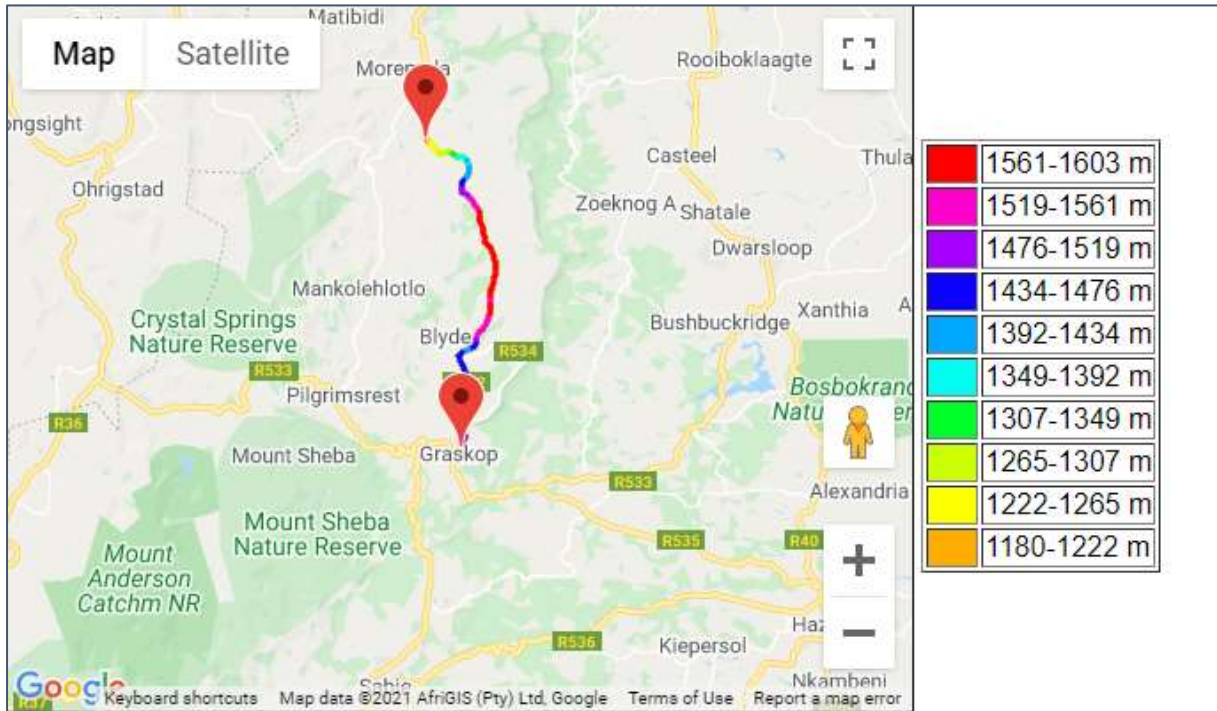 Matibidi
Map
Satellite
Rooiboklaagte
ongsight
Casteel
Thula
Ohrigstad
Zoeknog A
Shatale
Dwarsloop
Mankolehlotlo
Xanthia
A
Crystal Springs
Nature Reserve
Bushbuckridge
Blyde
R534
R533
Pilgrimsrest
Bosbokrand
R36
Mount Sheba
Graskop
R533
Alexandria
Mount Sheba
Nature Reserve
R535
R40
Mount
Anderson
Catchm NR
+
−
R536
Kiepersol
Haz
Nkambeni
Google
Keyboard shortcuts
Map data ©2021 AfriGIS (Pty) Ltd, Google
Terms of Use
Report a map error
1561-1603 m
1519-1561 m
1476-1519 m
1434-1476 m
1392-1434 m
1349-1392 m
1307-1349 m
1265-1307 m
1222-1265 m
1180-1222 m